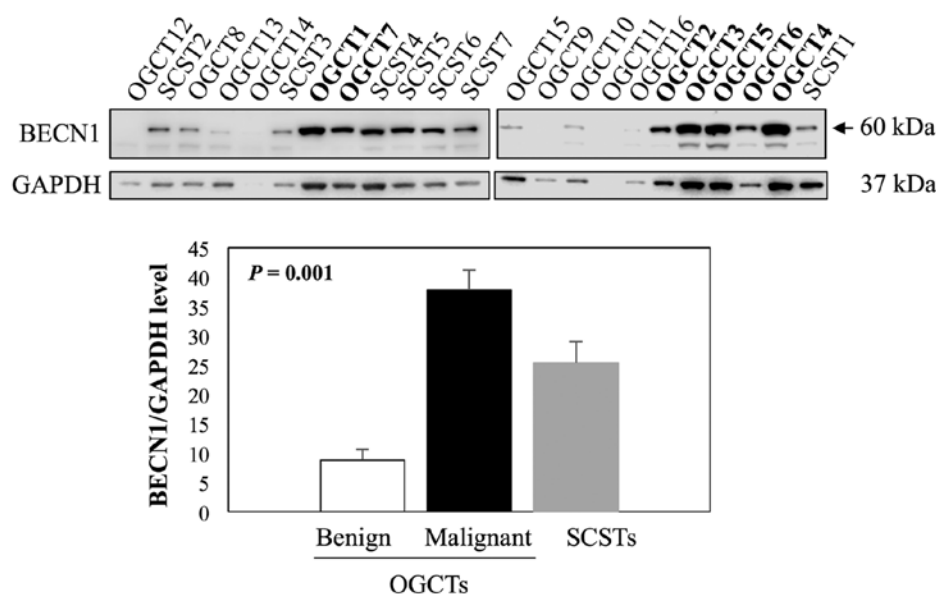 OGCT12 SCST2 OGCT8 OGCT13 OGCT14 SCST3 OGCT1 OGCT7 SCST4 SCST5 SCST6 SCST7 OGCT15 OGCT9 OGCT10 OGCT11 OGCT16 OGCT2 OGCT3 OGCT5 OGCT6 OGCT4 SCST1
BECN1 60 kDa
GAPDH 37 kDa
BECN1/GAPDH level
45
P = 0.001
40
35
30
25
20
15
10
5
0
Benign Malignant SCSTs
OGCTs